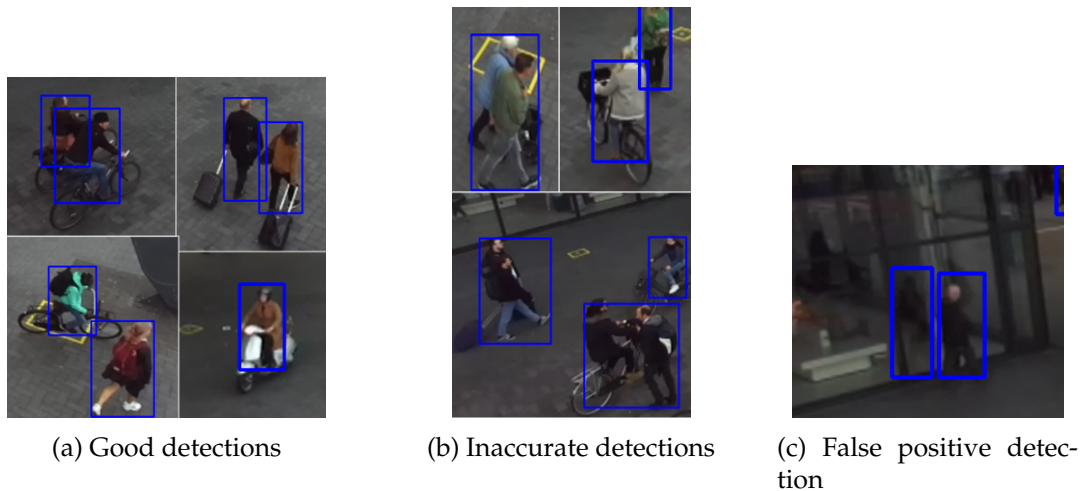 (a) Good detections
(b) Inaccurate detections
(c) False positive detec-
tion